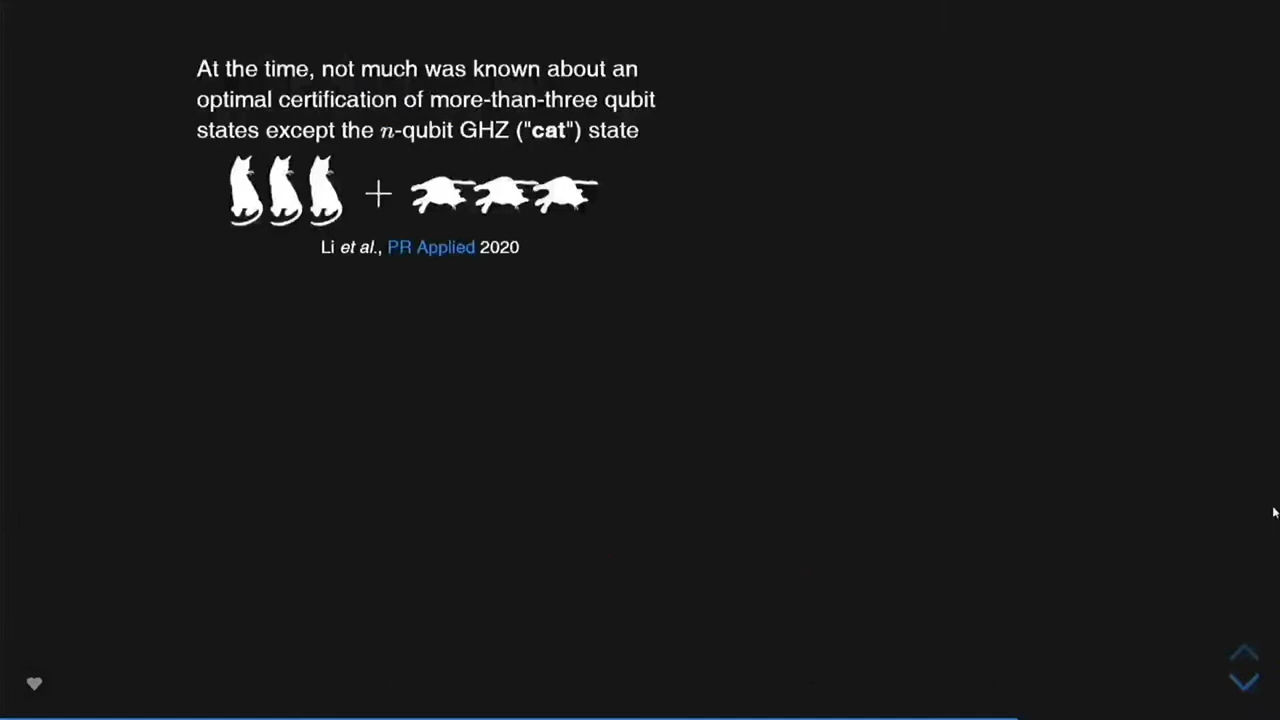 At the time, not much was known about an
optimal certification of more-than-three qubit
states except the n-qubit GHZ ("cat") state
+
Li et al., PR Applied 2020